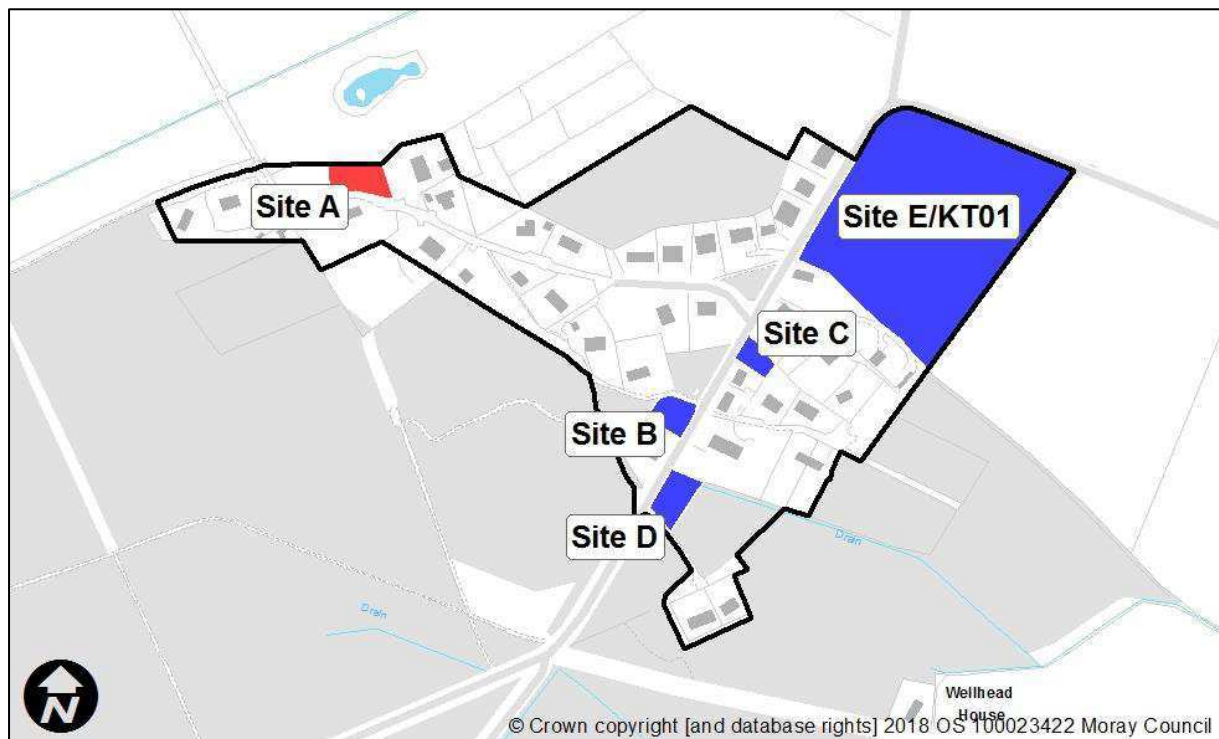 Site A
Site E/KT01
Site C
Site B
Site D
Drain
Drain
Wellhead
House
N
© Crown copyright [and database rights] 2018 OS 100023422 Moray Council